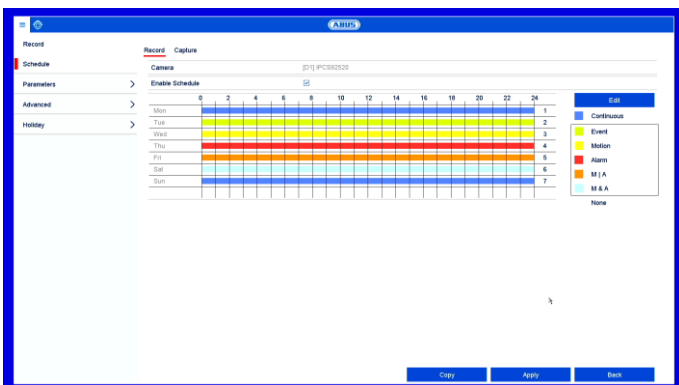 ABUS
Record
Schedule
Parameters
Advanced
Holiday
Record Capture
Camera [D1] IPCS82520
Enable Schedule
0 2 4 6 8 10 12 14 16 18 20 22 24
Mon 1
Tue 2
Wed 3
Thu 4
Fri 5
Sat 6
Sun 7
Edit
Continuous
Event
Motion
Alarm
M | A
M & A
None
Copy Apply Back